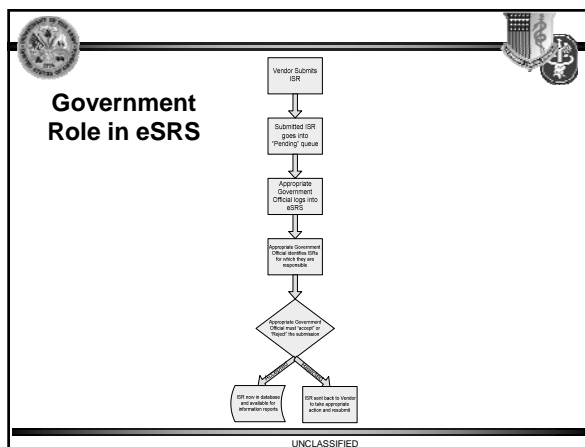 Government
Role in eSRS
Vendor Submits
ISR
Submitted ISR
goes into
"Pending" queue
Appropriate
Government
Official logs into
eSRS
Appropriate Government
Official identifies ISRs
for which they are
responsible
Appropriate Government
Official must "accept" or
"Reject" the submission
ISR now in database
and available for
information reports
ISR sent back to Vendor
to take appropriate
action and resubmit
UNCLASSIFIED